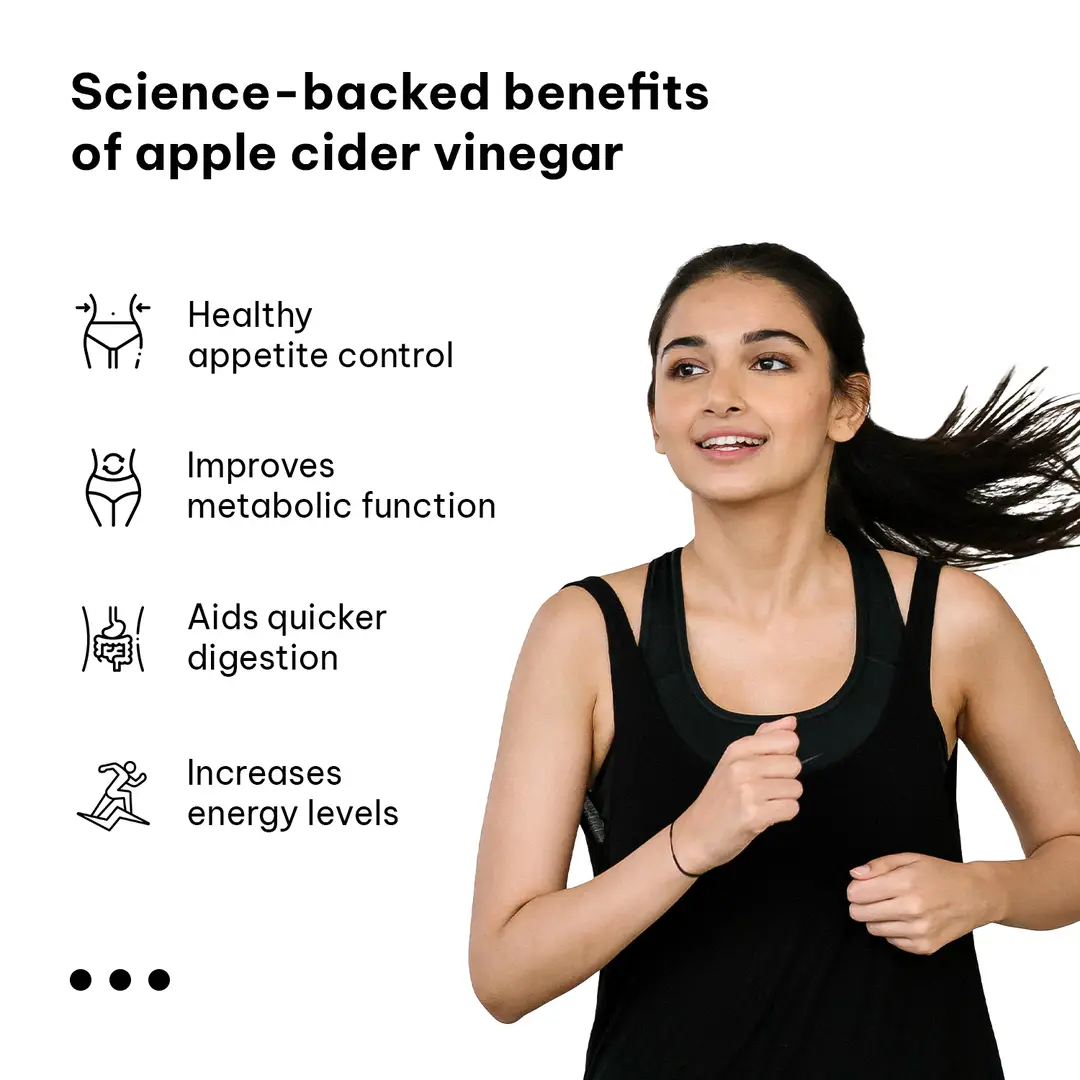 Science-backed benefits
of apple cider vinegar
Healthy
appetite control
Improves
metabolic function
Aids quicker
digestion
Increases
energy levels